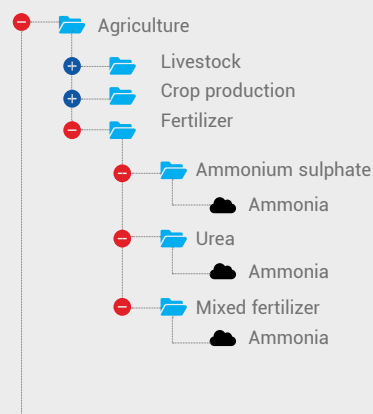 Agriculture
Livestock
Crop production
Fertilizer
Ammonium sulphate
Ammonia
Urea
Ammonia
Mixed fertilizer
Ammonia